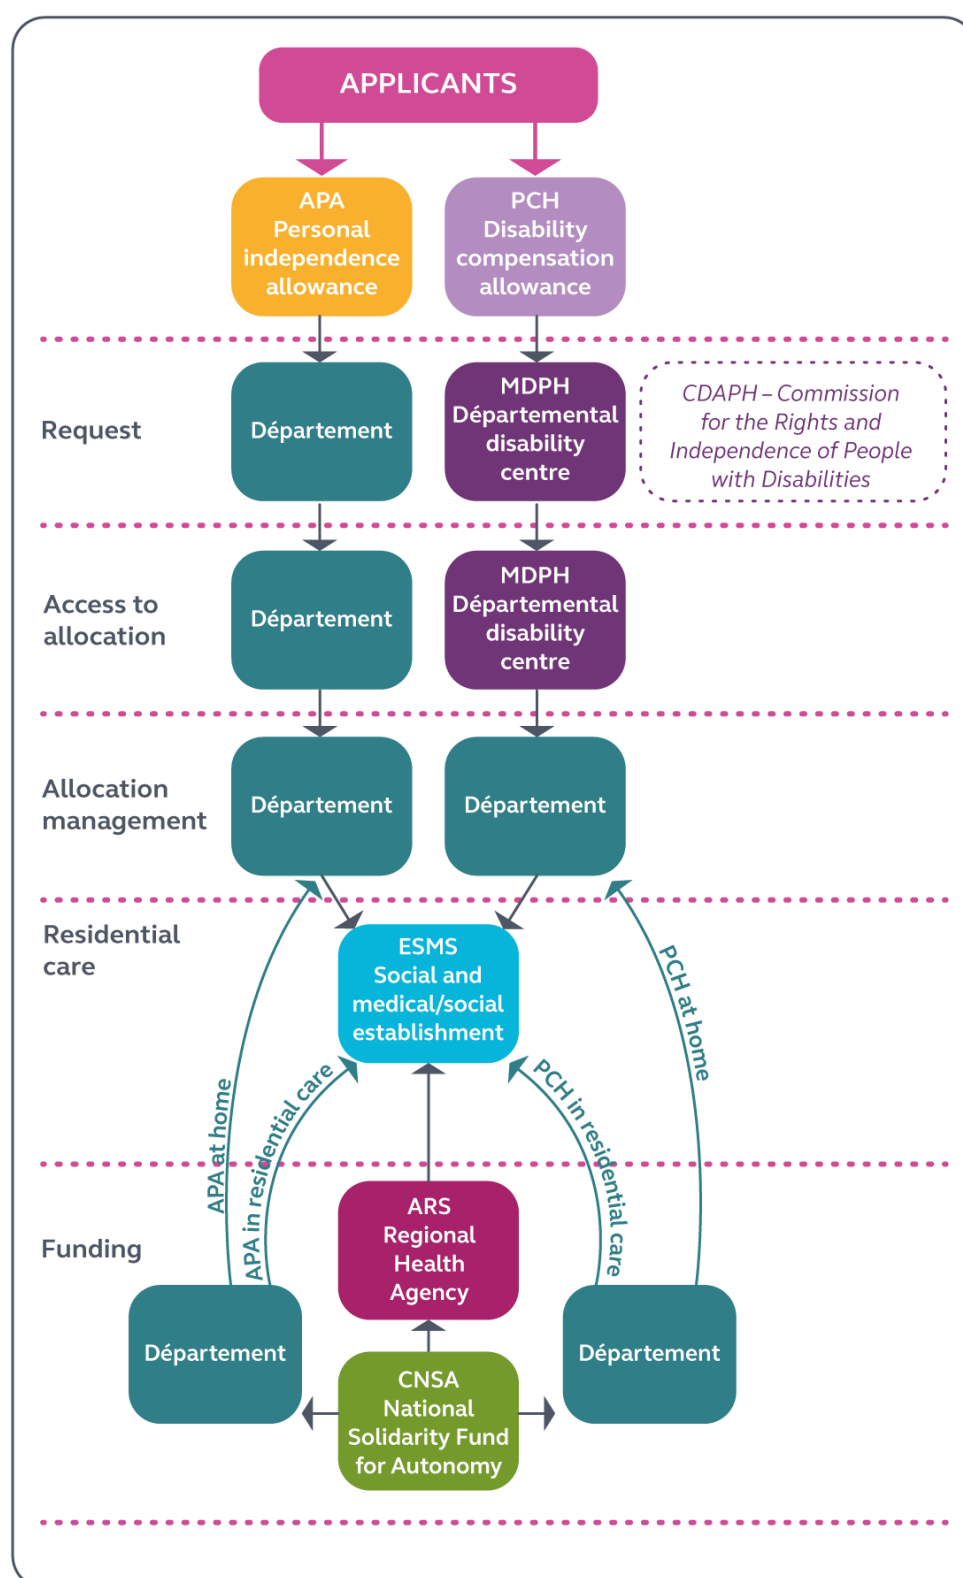 APPLICANTS
APA
Personal
independence
allowance
PCH
Disability
compensation
allowance
Request
Département
MDPH
Départemental
disability
centre
CDAPH – Commission
for the Rights and
Independence of People
with Disabilities
Access to
allocation
Département
MDPH
Départemental
disability
centre
Allocation
management
Département
Département
Residential
care
ESMS
Social and
medical/social
establishment
APA at home
APA in residential care
PCH in residential care
PCH at home
Funding
ARS
Regional
Health
Agency
Département
CNSA
National
Solidarity Fund
for Autonomy
Département